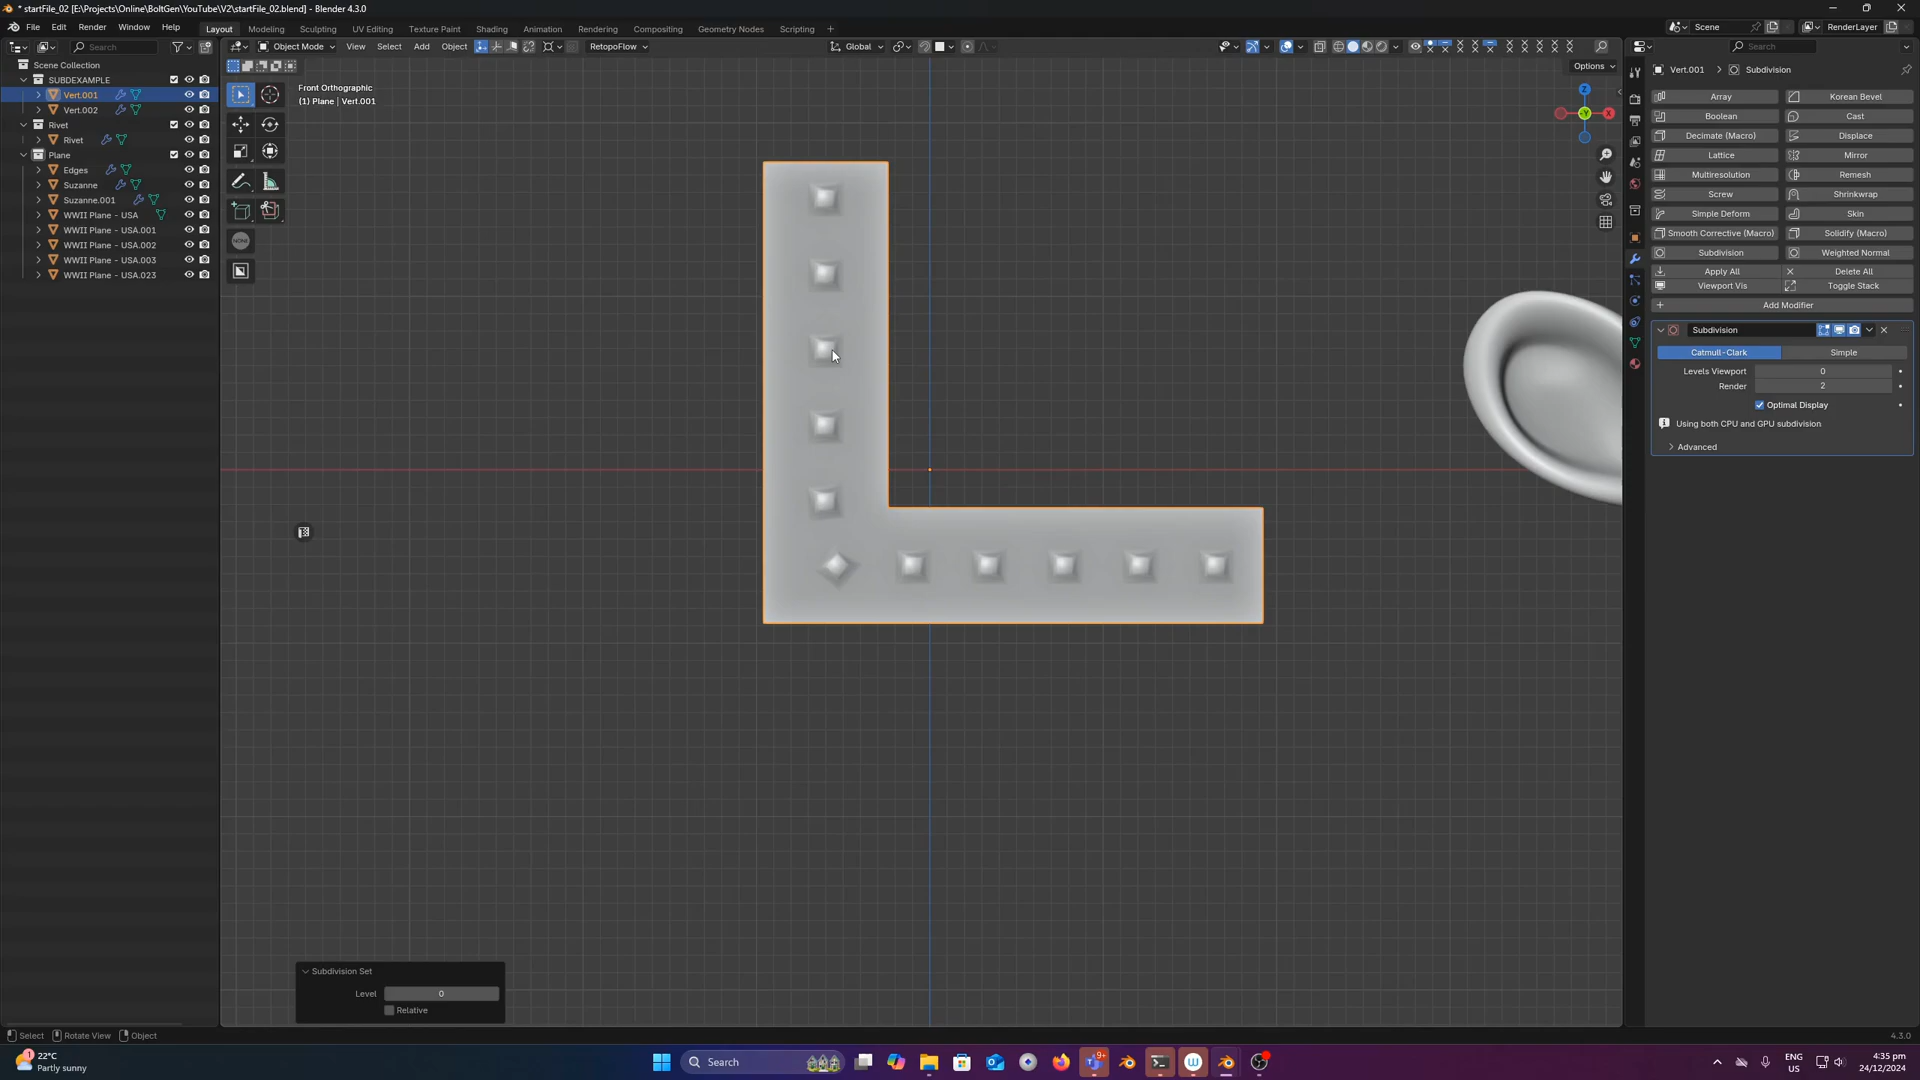 * startFile_02 [E:\Projects\Online\BoltGen\YouTube\V2\startFile_02.blend] - Blender 4.3.0
File Edit Render Window Help Layout Modeling Sculpting UV Editing Texture Paint Shading Animation Rendering Compositing Geometry Nodes Scripting + Scene RenderLayer
Search Object Mode View Select Add Object RetopoFlow Global Search
Options
Scene Collection
SUBDEXAMPLE
Vert.001
Vert.002
Rivet
Rivet
Plane
Edges
Suzanne
Suzanne.001
WWII Plane - USA
WWII Plane - USA.001
WWII Plane - USA.002
WWII Plane - USA.003
WWII Plane - USA.023
Front Orthographic
(1) Plane | Vert.001
NONE
Z
Y
X
Subdivision Set
Level 0
Relative
Vert.001 > Subdivision
Array Korean Bevel
Boolean Cast
Decimate (Macro) Displace
Lattice Mirror
Multiresolution Remesh
Screw Shrinkwrap
Simple Deform Skin
Smooth Corrective (Macro) Solidify (Macro)
Subdivision Weighted Normal
Apply All Delete All
Viewport Vis Toggle Stack
Add Modifier
Subdivision
Catmull-Clark Simple
Levels Viewport 0
Render 2
Optimal Display
Using both CPU and GPU subdivision
Advanced
Select Rotate View Object 4.3.0
1 22°C
Partly sunny
Search
9+
ENG
US
4:35 pm
24/12/2024